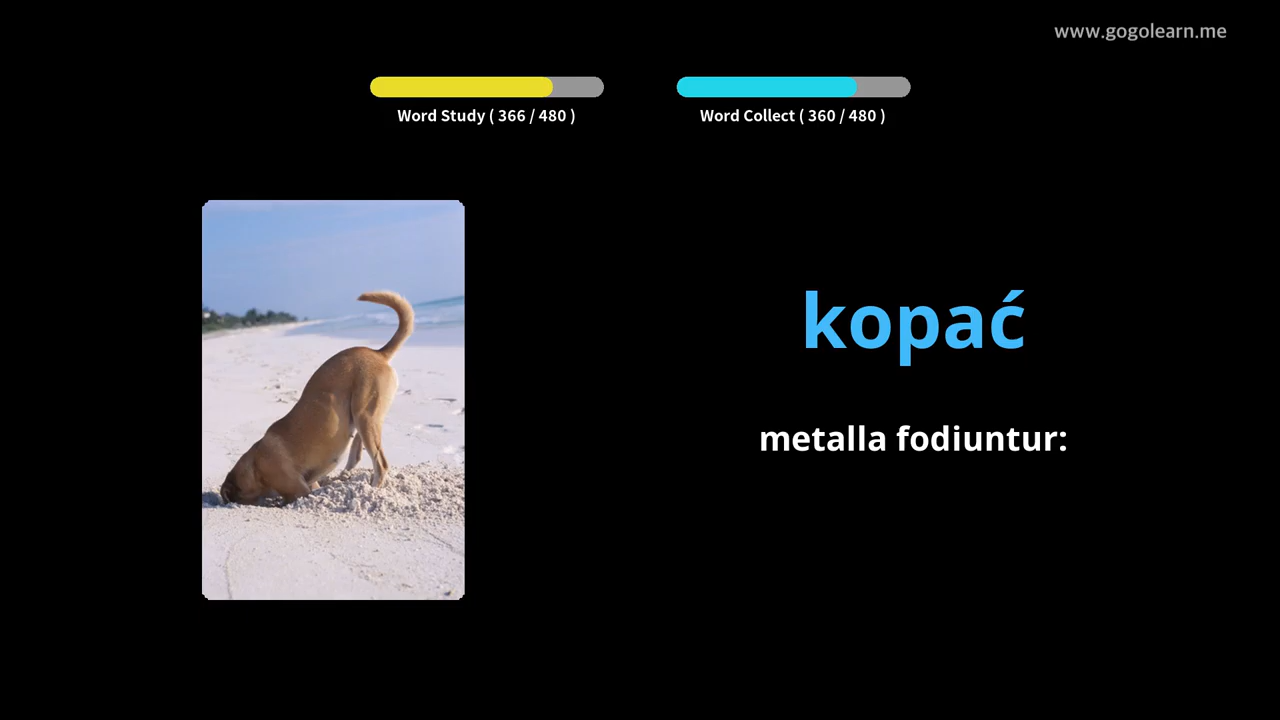 www.gogolearn.me
Word Study ( 366 / 480 )
Word Collect ( 360 / 480 )
kopać
metalla fodiuntur: